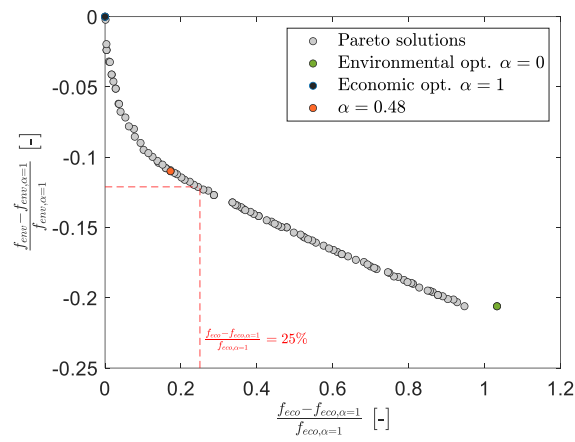 Pareto solutions
Environmental opt. α = 0
Economic opt. α = 1
α = 0.48
0
-0.05
-0.1
-0.15
-0.2
-0.25
f_env − f_env,α=1 / f_env,α=1 [-]
f_eco − f_eco,α=1 / f_eco,α=1 = 25%
0 0.2 0.4 0.6 0.8 1 1.2
f_eco − f_eco,α=1 / f_eco,α=1 [-]